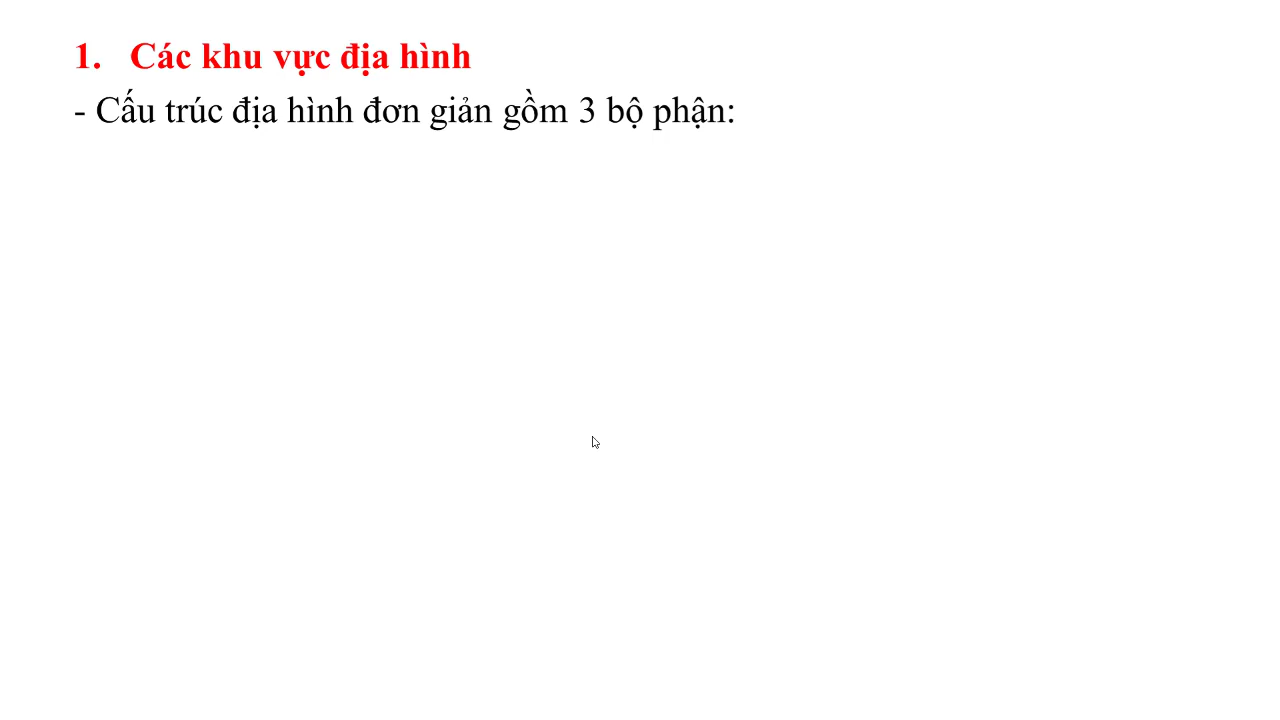 1. Các khu vực địa hình
- Cấu trúc địa hình đơn giản gồm 3 bộ phận: